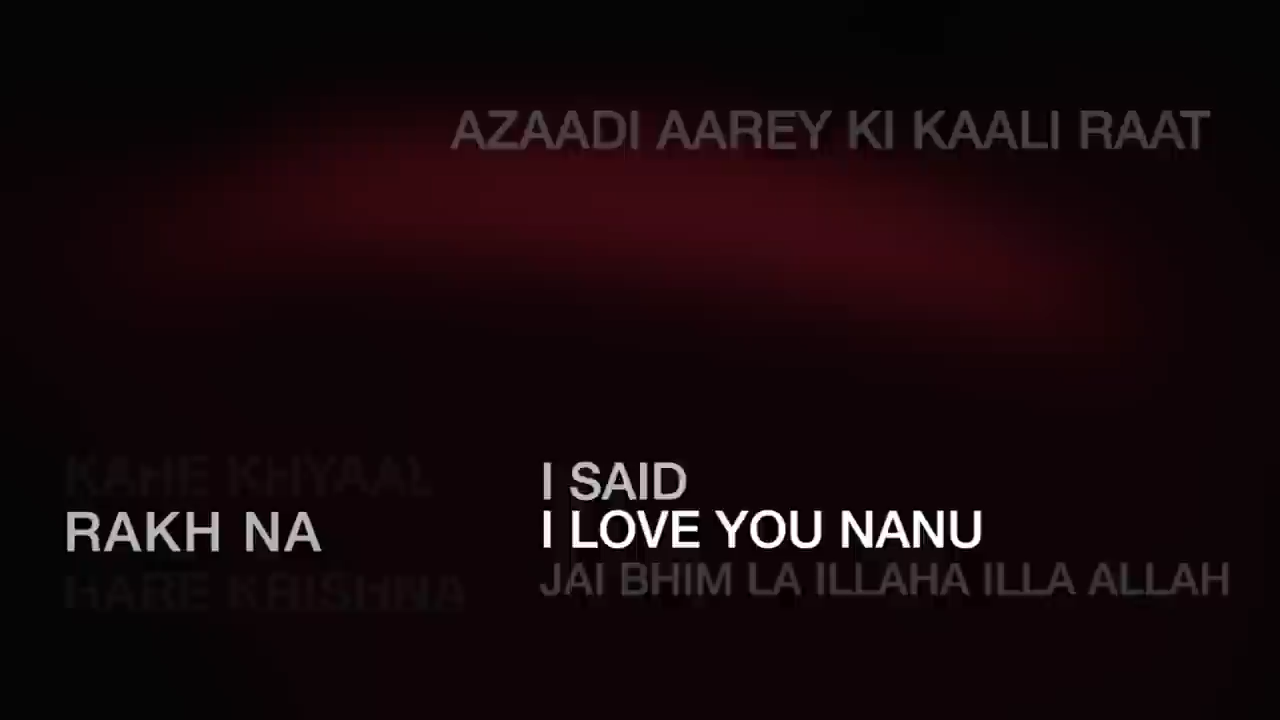 AZAADI AAREY KI KAALI RAAT
KAHE KHYAAL
RAKH NA
HARE KRISHNA
I SAID
I LOVE YOU NANU
JAI BHIM LA ILLAHA ILLA ALLAH